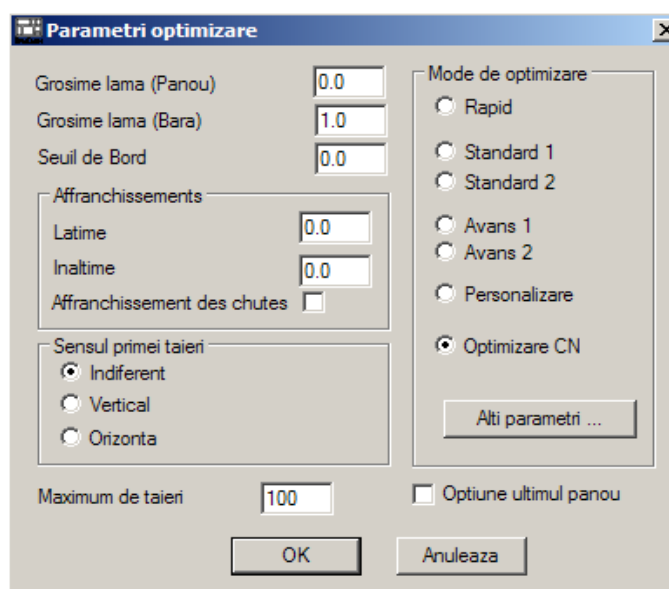 Parametri optimizare
Grosime lama (Panou) 0.0
Grosime lama (Bara) 1.0
Seuil de Bord 0.0
Affranchissements
Latime 0.0
Inaltime 0.0
Affranchissement des chutes
Sensul primei taieri
Indiferent
Vertical
Orizonta
Maximum de taieri 100
Mode de optimizare
Rapid
Standard 1
Standard 2
Avans 1
Avans 2
Personalizare
Optimizare CN
Alti parametri ...
Optiune ultimul panou
OK
Anuleaza